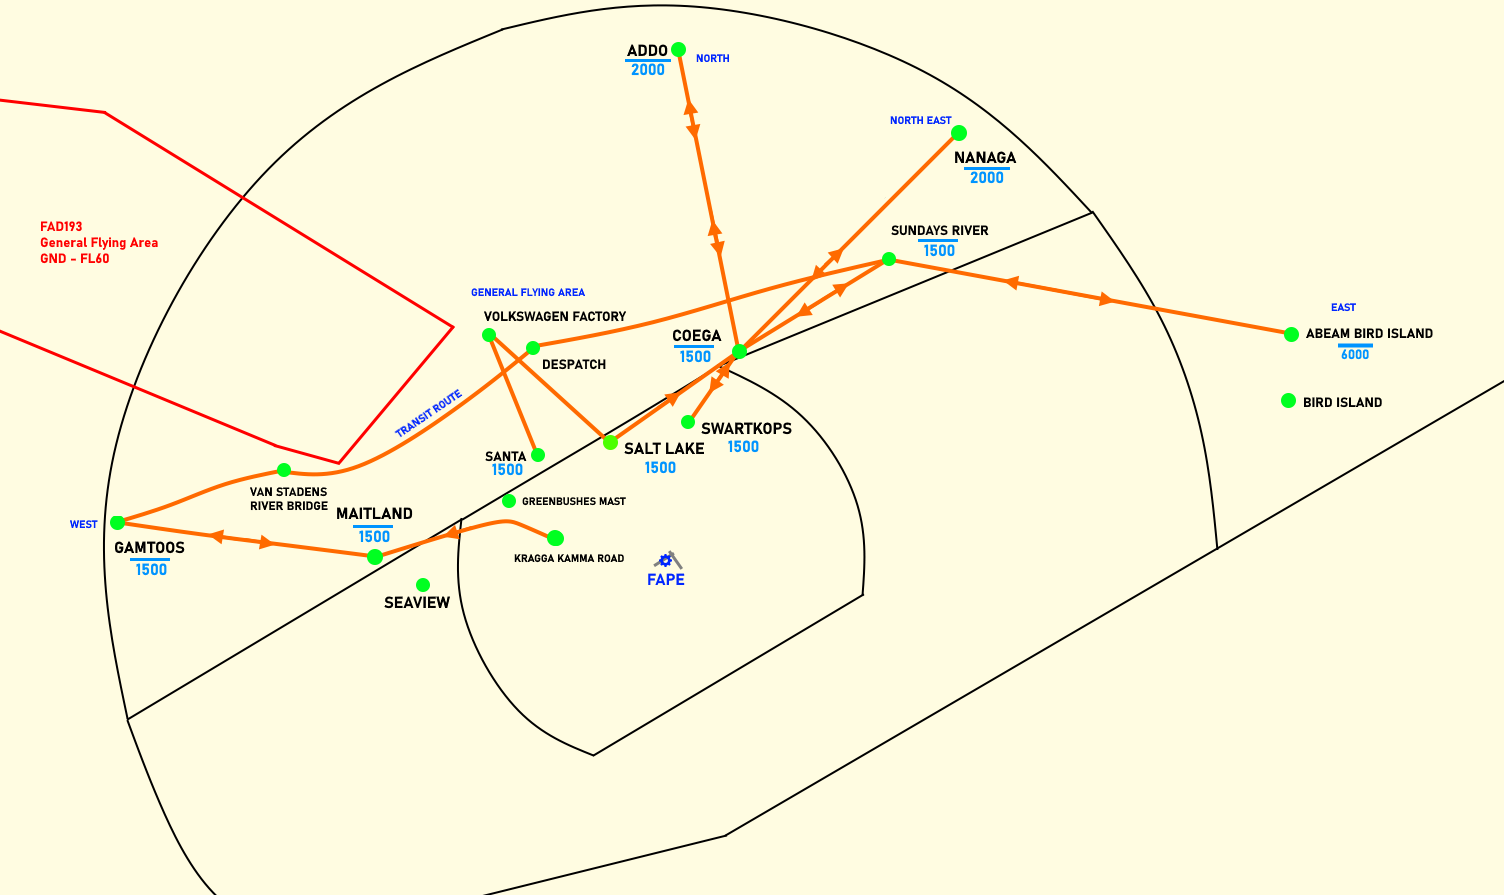 ADDO
2000
NORTH
NORTH EAST
NANAGA
2000
FAD193
General Flying Area
GND - FL60
SUNDAYS RIVER
1500
GENERAL FLYING AREA
VOLKSWAGEN FACTORY
EAST
ABEAM BIRD ISLAND
6000
COEGA
1500
DESPATCH
BIRD ISLAND
TRANSIT ROUTE
SWARTKOPS
1500
SANTA
1500
SALT LAKE
1500
VAN STADENS
RIVER BRIDGE
GREENBUSHES MAST
MAITLAND
1500
WEST
GAMTOOS
1500
KRAGGA KAMMA ROAD
FAPE
SEAVIEW